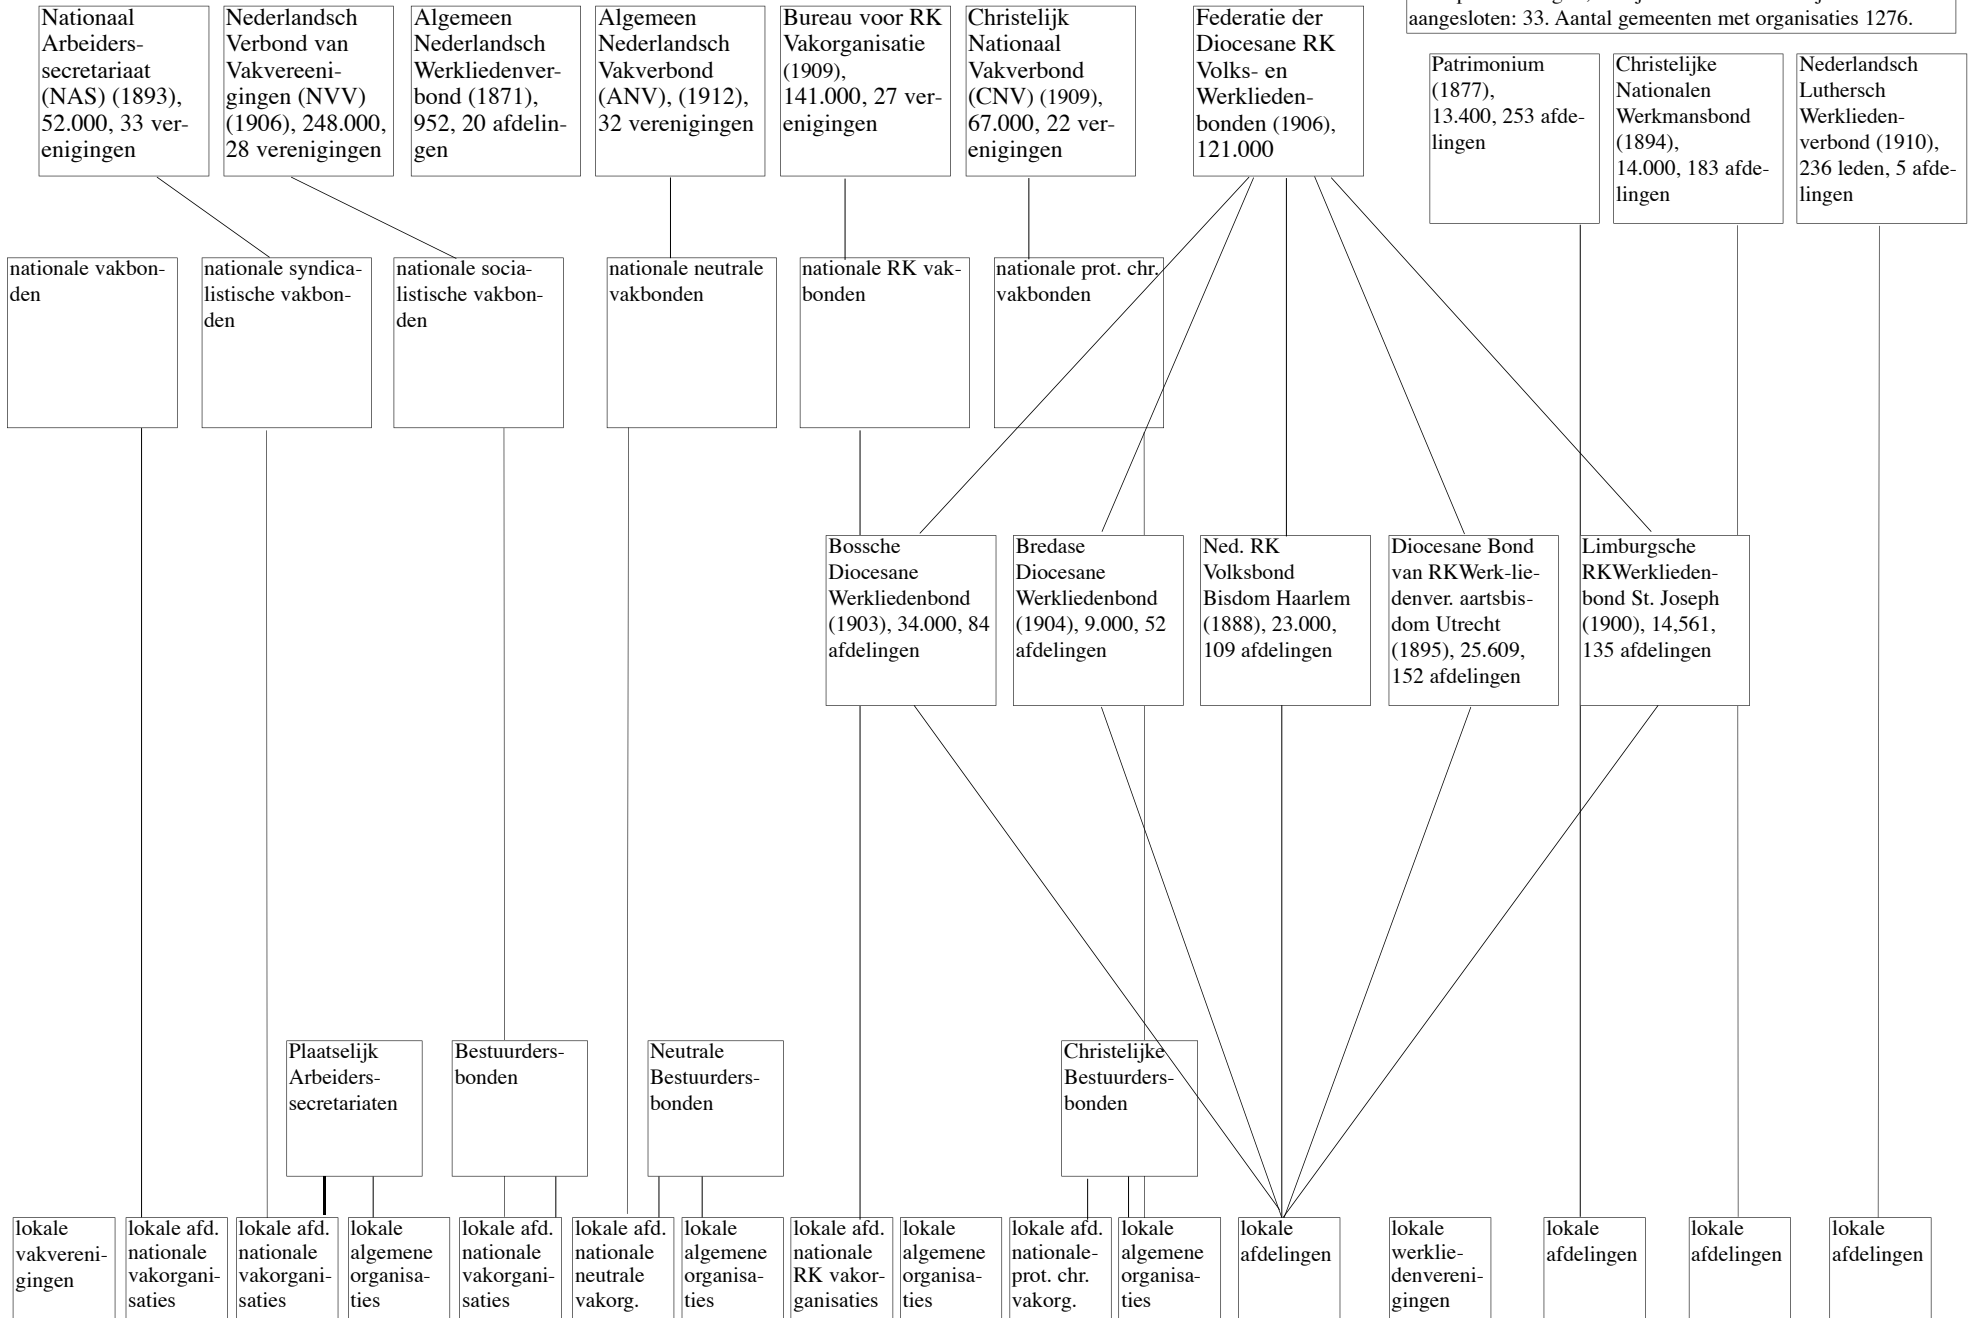 aangesloten: 33. Aantal gemeenten met organisaties 1276.
Nationaal
Arbeiders-
secretariaat
(NAS) (1893),
52.000, 33 ver-
enigingen
Nederlandsch
Verbond van
Vakvereeni-
gingen (NVV)
(1906), 248.000,
28 verenigingen
Algemeen
Nederlandsch
Werkliedenver-
bond (1871),
952, 20 afdelin-
gen
Algemeen
Nederlandsch
Vakverbond
(ANV), (1912),
32 verenigingen
Bureau voor RK
Vakorganisatie
(1909),
141.000, 27 ver-
enigingen
Christelijk
Nationaal
Vakverbond
(CNV) (1909),
67.000, 22 ver-
enigingen
Federatie der
Diocesane RK
Volks- en
Werklieden-
bonden (1906),
121.000
Patrimonium
(1877),
13.400, 253 afde-
lingen
Christelijke
Nationalen
Werkmansbond
(1894),
14.000, 183 afde-
lingen
Nederlandsch
Luthersch
Werklieden-
verbond (1910),
236 leden, 5 afde-
lingen
nationale vakbon-
den
nationale syndica-
listische vakbon-
den
nationale socia-
listische vakbon-
den
nationale neutrale
vakbonden
nationale RK vak-
bonden
nationale prot. chr.
vakbonden
Bossche
Diocesane
Werkliedenbond
(1903), 34.000, 84
afdelingen
Bredase
Diocesane
Werkliedenbond
(1904), 9.000, 52
afdelingen
Ned. RK
Volksbond
Bisdom Haarlem
(1888), 23.000,
109 afdelingen
Diocesane Bond
van RKWerk-lie-
denver. aartsbis-
dom Utrecht
(1895), 25.609,
152 afdelingen
Limburgsche
RKWerklieden-
bond St. Joseph
(1900), 14,561,
135 afdelingen
Plaatselijk
Arbeiders-
secretariaten
Bestuurders-
bonden
Neutrale
Bestuurders-
bonden
Christelijke
Bestuurders-
bonden
lokale
vakvereni-
gingen
lokale afd.
nationale
vakorgani-
saties
lokale afd.
nationale
vakorgani-
saties
lokale
algemene
organisa-
ties
lokale afd.
nationale
vakorgani-
saties
lokale afd.
nationale
neutrale
vakorg.
lokale
algemene
organisa-
ties
lokale afd.
nationale
RK vakor-
ganisaties
lokale
algemene
organisa-
ties
lokale afd.
nationale-
prot. chr.
vakorg.
lokale
algemene
organisa-
ties
lokale
afdelingen
lokale
werklie-
denvereni-
gingen
lokale
afdelingen
lokale
afdelingen
lokale
afdelingen